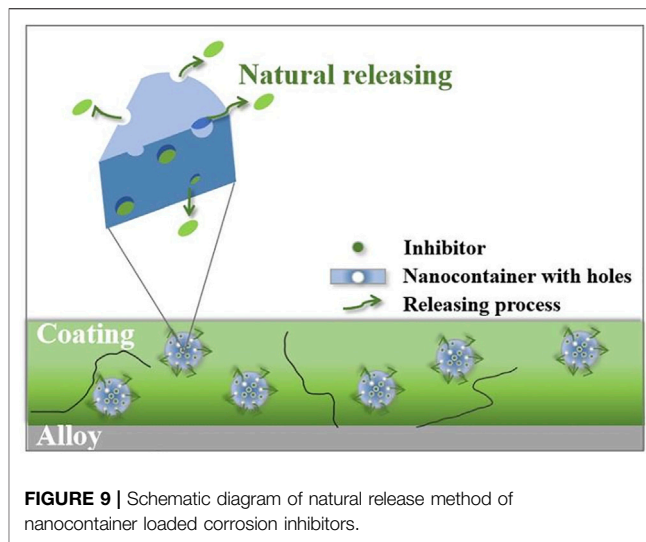 Natural releasing
Inhibitor
Nanocontainer with holes
Releasing process
Coating
Alloy
FIGURE 9 | Schematic diagram of natural release method of
nanocontainer loaded corrosion inhibitors.